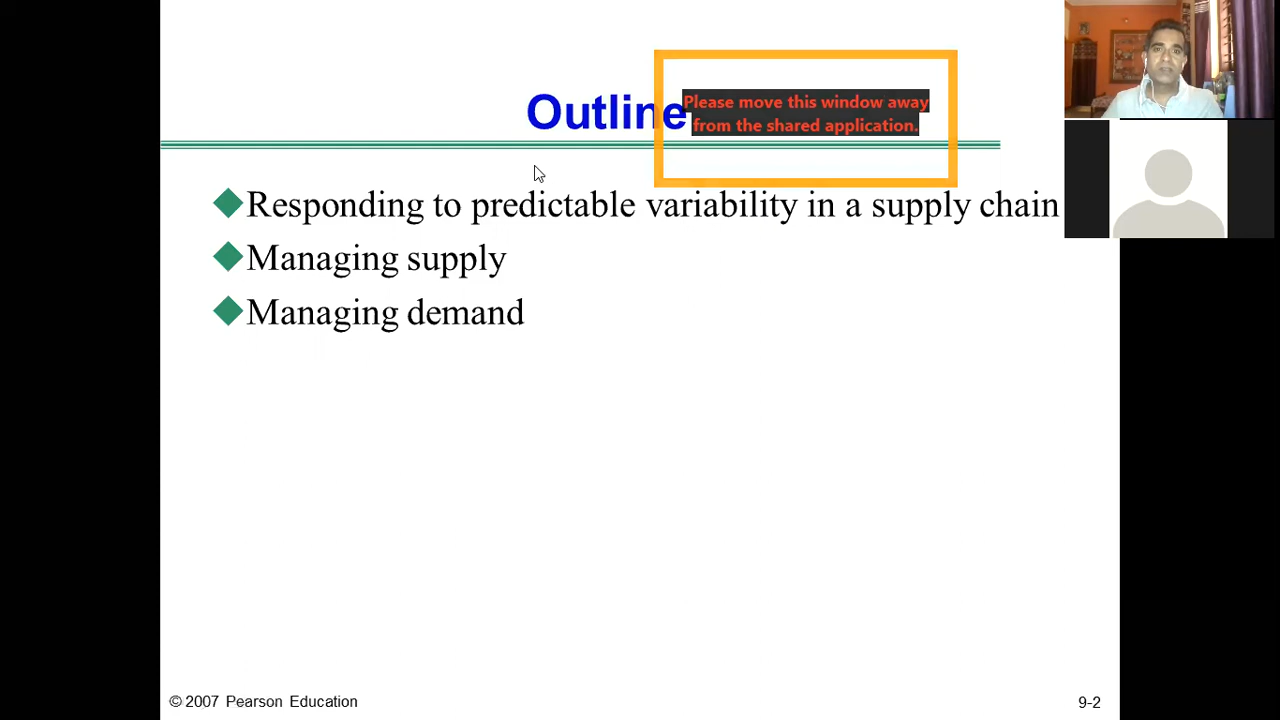 Outline
Please move this window away
from the shared application.
Responding to predictable variability in a supply chain
Managing supply
Managing demand
© 2007 Pearson Education
9-2